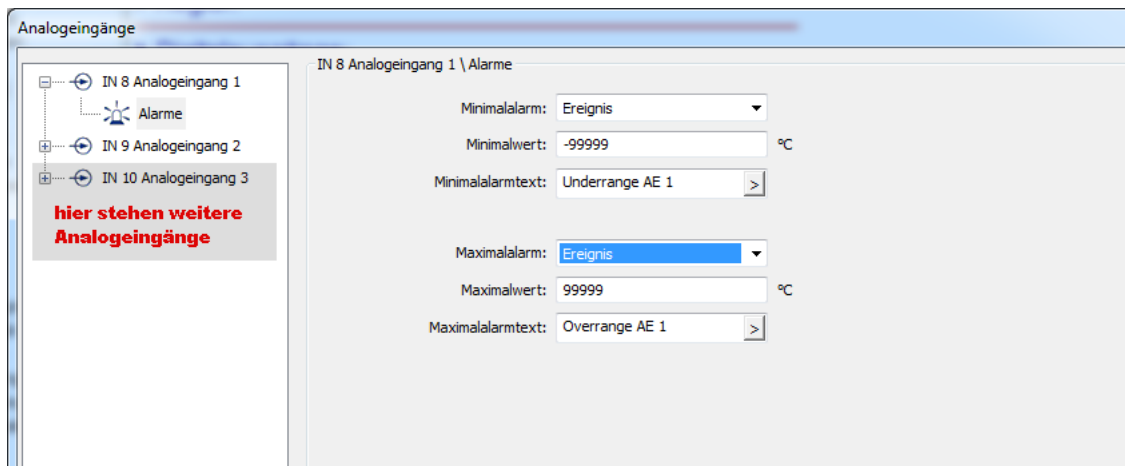 Analogeingänge
IN 8 Analogeingang 1
Alarme
IN 9 Analogeingang 2
IN 10 Analogeingang 3
hier stehen weitere
Analogeingänge
IN 8 Analogeingang 1 \ Alarme
Minimalalarm: Ereignis
Minimalwert: -99999 °C
Minimalalarmtext: Underrange AE 1 >
Maximalalarm: Ereignis
Maximalwert: 99999 °C
Maximalalarmtext: Overrange AE 1 >